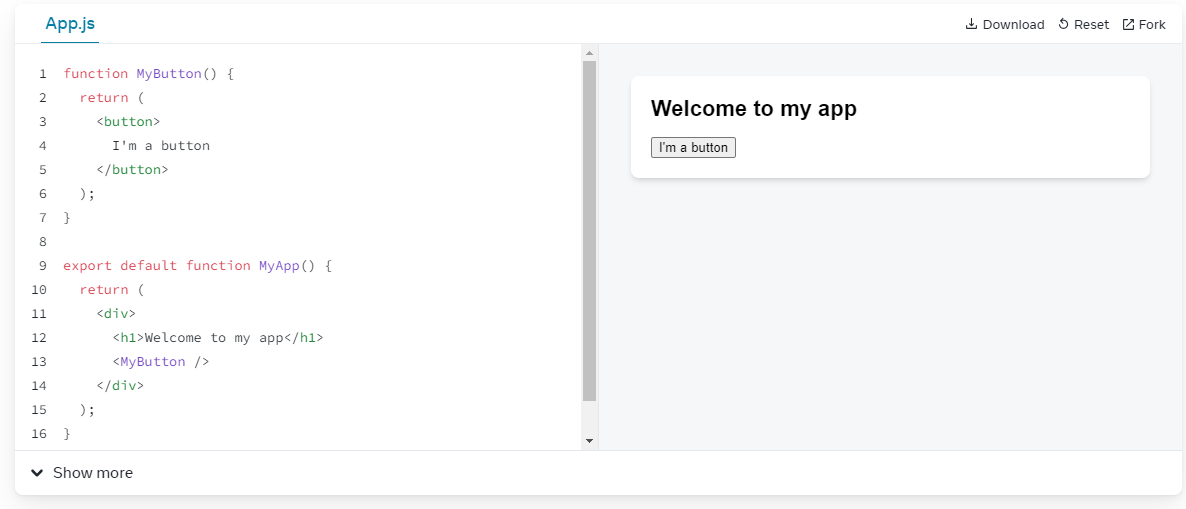 App.js
Download Reset Fork
1 function MyButton() {
2   return (
3     <button>
4       I'm a button
5     </button>
6   );
7 }
8
9 export default function MyApp() {
10   return (
11     <div>
12       <h1>Welcome to my app</h1>
13       <MyButton />
14     </div>
15   );
16 }
Welcome to my app
I'm a button
Show more